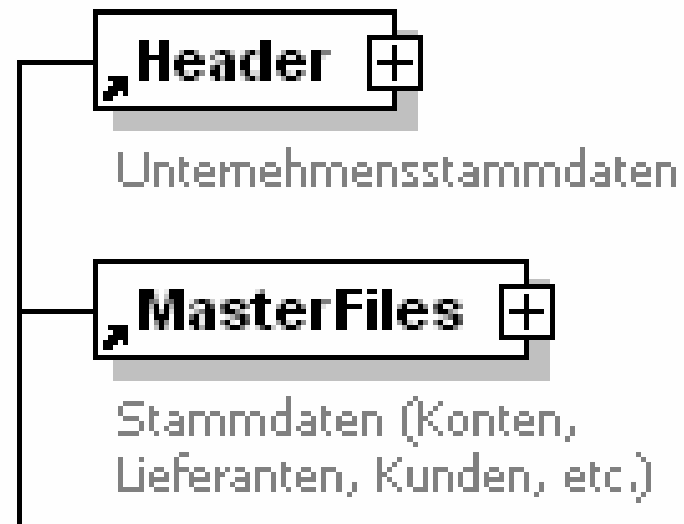 Header
Unternehmensstammdaten
MasterFiles
Stammdaten (Konten,
Lieferanten, Kunden, etc.)